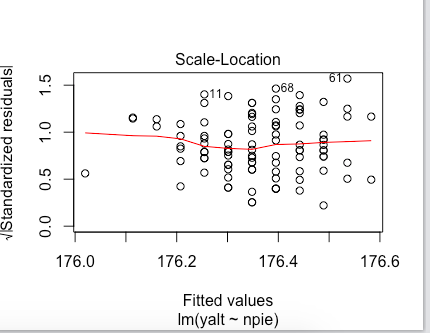 Scale-Location
√|Standardized residuals|
1.5
1.0
0.5
0.0
11
68
61
176.0 176.2 176.4 176.6
Fitted values
lm(yalt ~ npie)